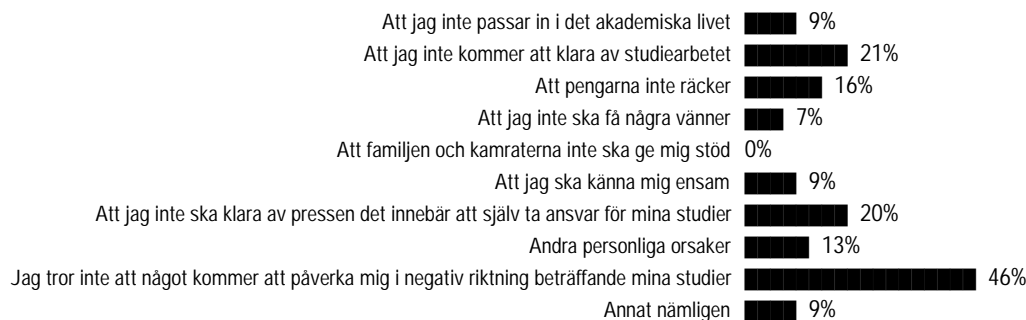 Att jag inte passar in i det akademiska livet 9%
Att jag inte kommer att klara av studiearbetet 21%
Att pengarna inte räcker 16%
Att jag inte ska få några vänner 7%
Att familjen och kamraterna inte ska ge mig stöd 0%
Att jag ska känna mig ensam 9%
Att jag inte ska klara av pressen det innebär att själv ta ansvar för mina studier 20%
Andra personliga orsaker 13%
Jag tror inte att något kommer att påverka mig i negativ riktning beträffande mina studier 46%
Annat nämligen 9%